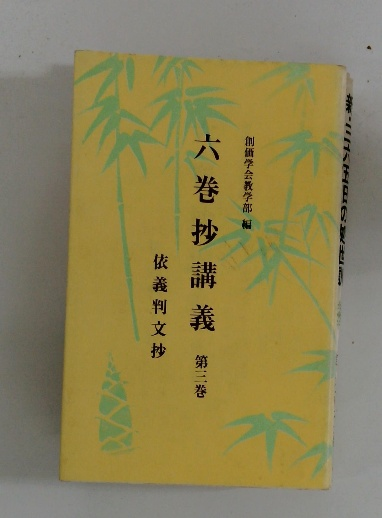 創価学会教学部 編
六巻抄講義 第三巻
依義判文抄